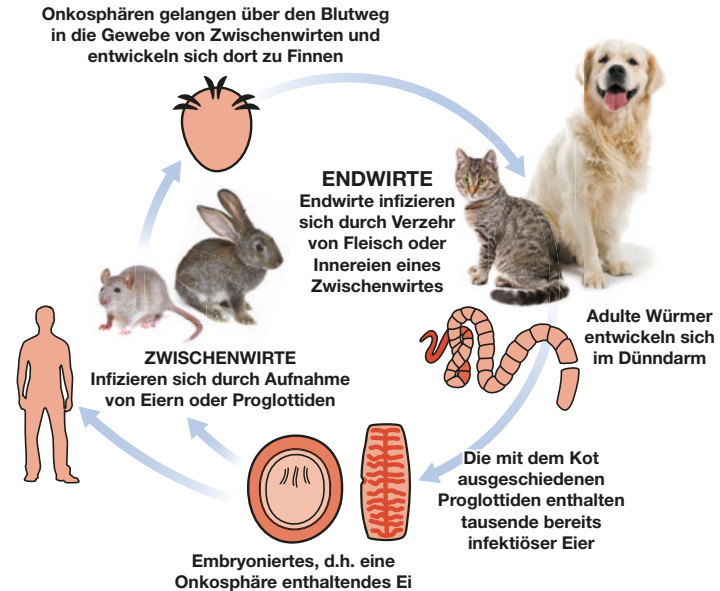 Onkosphären gelangen über den Blutweg
in die Gewebe von Zwischenwirten und
entwickeln sich dort zu Finnen
ENDWIRTE
Endwirte infizieren
sich durch Verzehr
von Fleisch oder
Innereien eines
Zwischenwirtes
Adulte Würmer
entwickeln sich
im Dünndarm
ZWISCHENWIRTE
Infizieren sich durch Aufnahme
von Eiern oder Proglottiden
Die mit dem Kot
ausgeschiedenen
Proglottiden enthalten
tausende bereits
infektiöser Eier
Embryoniertes, d.h. eine
Onkosphäre enthaltendes Ei